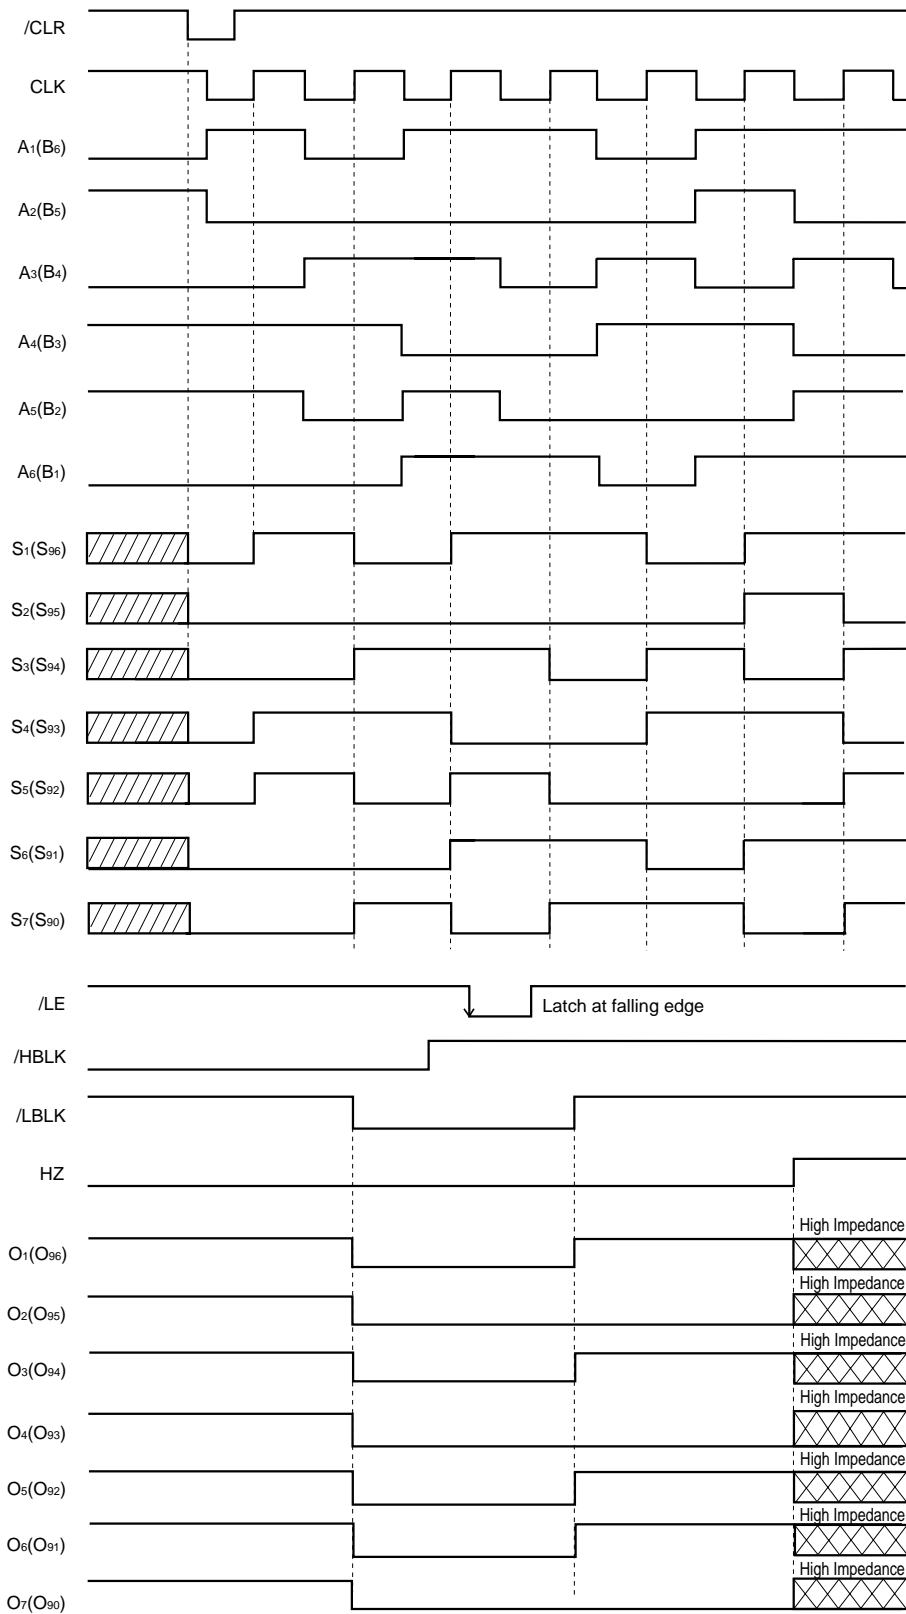 /CLR
CLK
A1(B6)
A2(B5)
A3(B4)
A4(B3)
A5(B2)
A6(B1)
S1(S96)
S2(S95)
S3(S94)
S4(S93)
S5(S92)
S6(S91)
S7(S90)
/LE
Latch at falling edge
/HBLK
/LBLK
HZ
High Impedance
O1(O96)
High Impedance
O2(O95)
High Impedance
O3(O94)
High Impedance
O4(O93)
High Impedance
O5(O92)
High Impedance
O6(O91)
High Impedance
O7(O90)